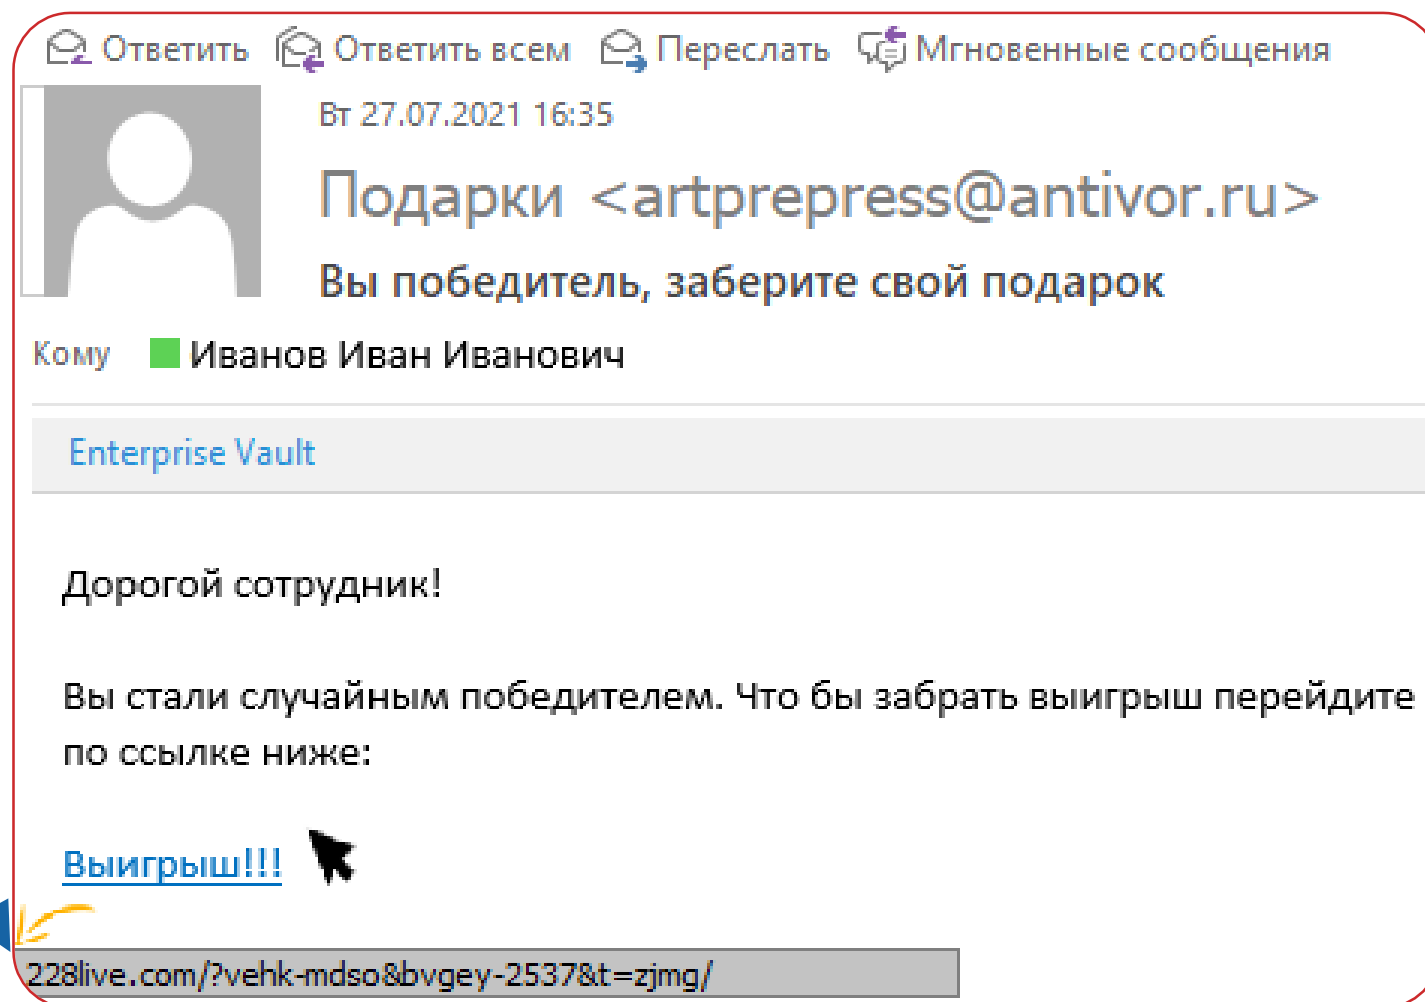 Ответить Ответить всем Переслать Мгновенные сообщения
Вт 27.07.2021 16:35
Подарки <artprepress@antivor.ru>
Вы победитель, заберите свой подарок
Кому Иванов Иван Иванович
Enterprise Vault
Дорогой сотрудник!
Вы стали случайным победителем. Что бы забрать выигрыш перейдите
по ссылке ниже:
Выигрыш!!!
228live.com/?vehk-mdso&bvgey-2537&t=zjmg/